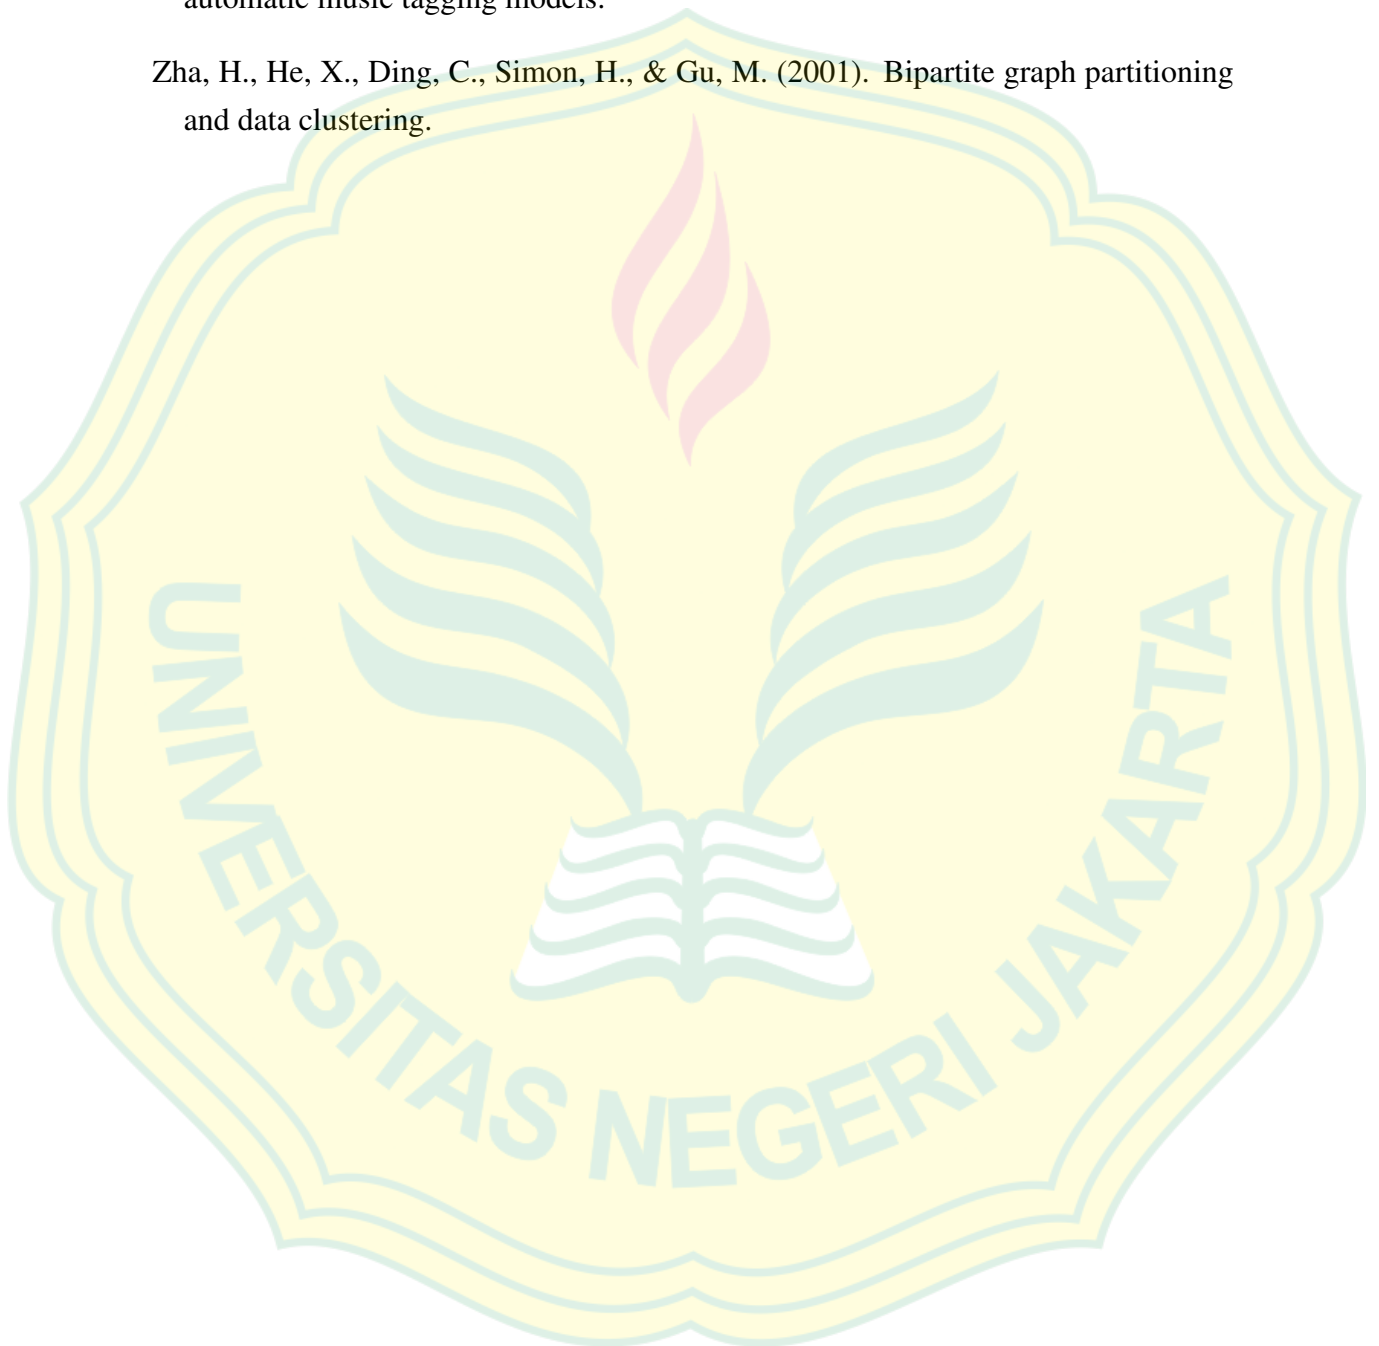 automatic music tagging models.
Zha, H., He, X., Ding, C., Simon, H., & Gu, M. (2001). Bipartite graph partitioning
and data clustering.
UNIVERSITAS NEGERI JAKARTA